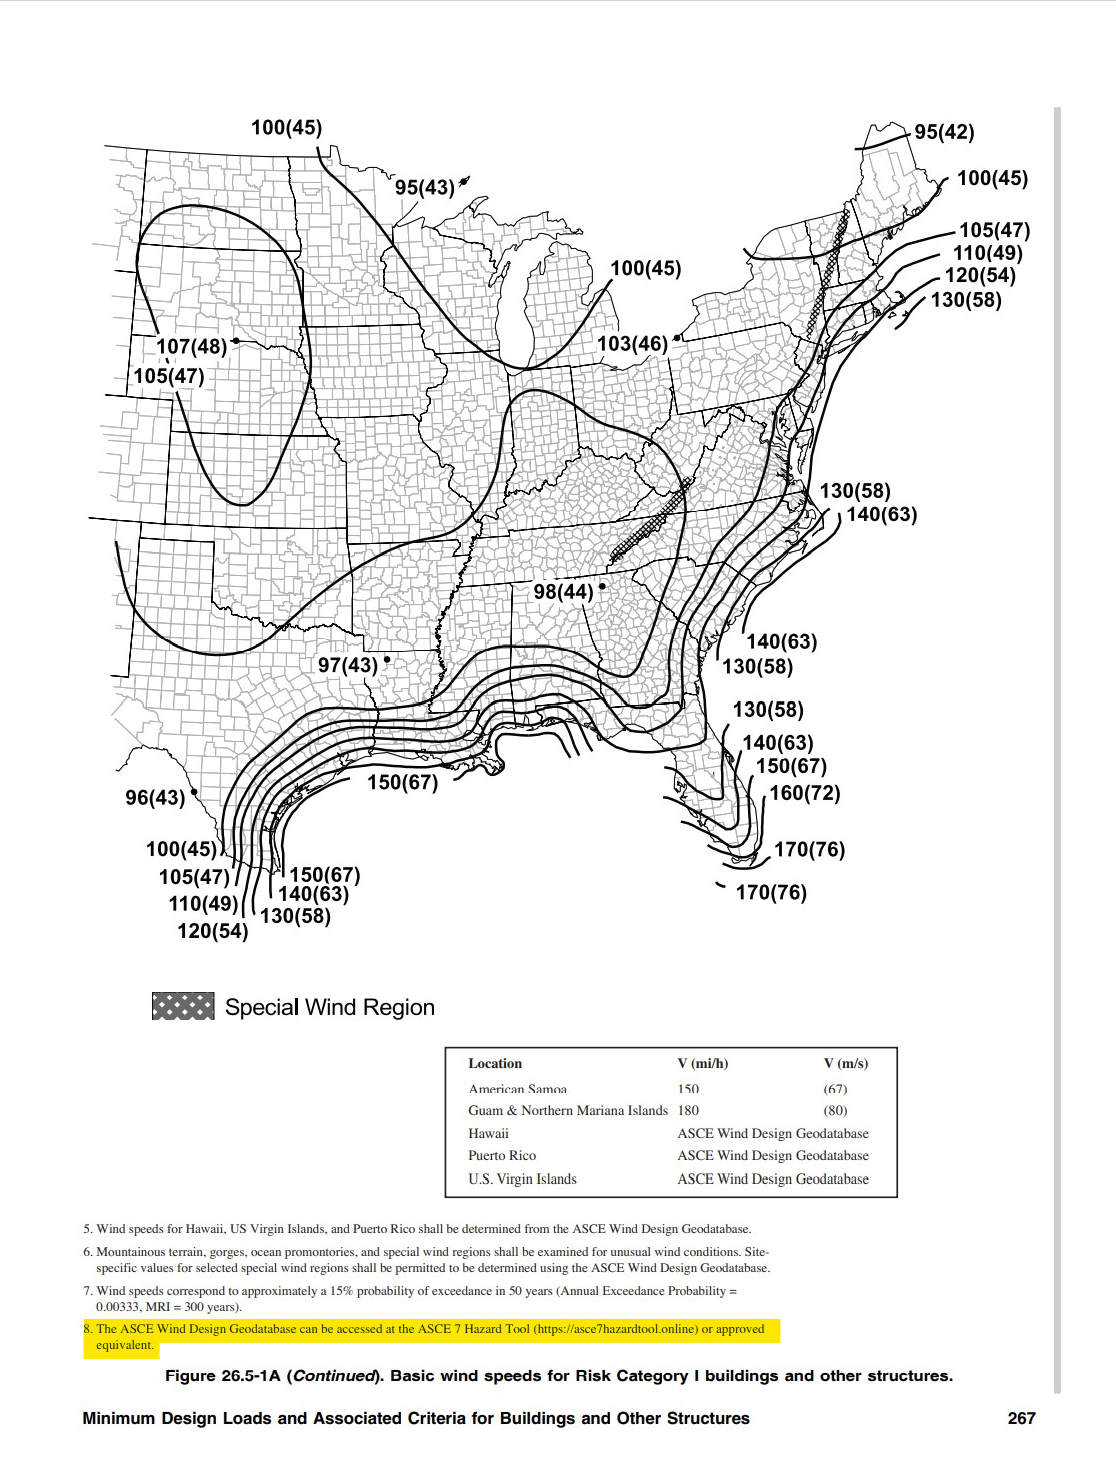 100(45)
95(42)
95(43)
100(45)
105(47)
110(49)
100(45)
120(54)
130(58)
103(46)
107(48)
105(47)
130(58)
140(63)
98(44)
140(63)
97(43)
130(58)
130(58)
140(63)
150(67)
150(67)
96(43)
160(72)
100(45)
170(76)
105(47)
150(67)
170(76)
110(49)
140(63)
130(58)
120(54)
Special Wind Region
Location V (mi/h) V (m/s)
American Samoa 150 (67)
Guam & Northern Mariana Islands 180 (80)
Hawaii ASCE Wind Design Geodatabase
Puerto Rico ASCE Wind Design Geodatabase
U.S. Virgin Islands ASCE Wind Design Geodatabase
5. Wind speeds for Hawaii, US Virgin Islands, and Puerto Rico shall be determined from the ASCE Wind Design Geodatabase.
6. Mountainous terrain, gorges, ocean promontories, and special wind regions shall be examined for unusual wind conditions. Site-
specific values for selected special wind regions shall be permitted to be determined using the ASCE Wind Design Geodatabase.
7. Wind speeds correspond to approximately a 15% probability of exceedance in 50 years (Annual Exceedance Probability =
0.00333, MRI = 300 years).
8. The ASCE Wind Design Geodatabase can be accessed at the ASCE 7 Hazard Tool (https://asce7hazardtool.online) or approved
equivalent.
Figure 26.5-1A (Continued). Basic wind speeds for Risk Category I buildings and other structures.
Minimum Design Loads and Associated Criteria for Buildings and Other Structures 267